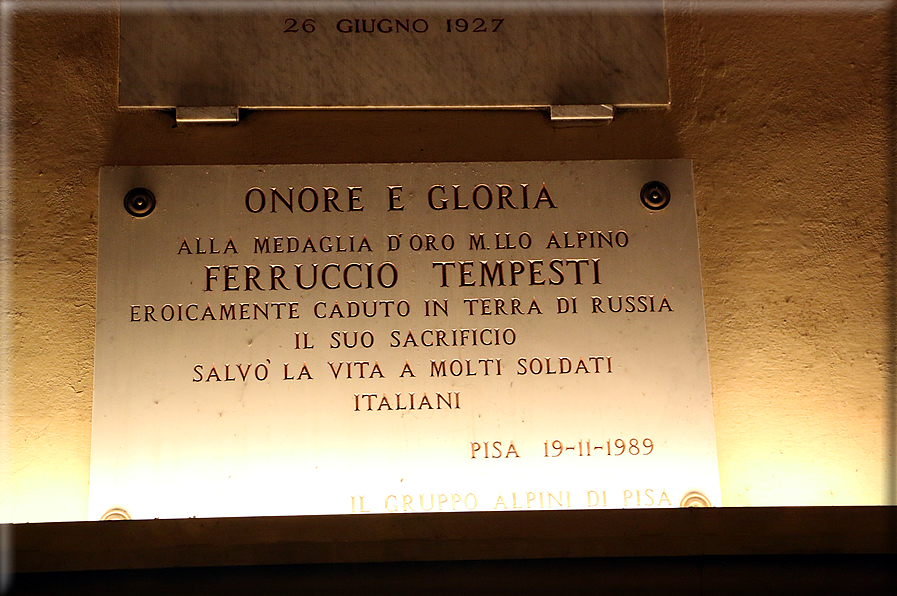 26 GIUGNO 1927
ONORE E GLORIA
ALLA MEDAGLIA D'ORO M.LLO ALPINO
FERRUCCIO TEMPESTI
EROICAMENTE CADUTO IN TERRA DI RUSSIA
IL SUO SACRIFICIO
SALVO' LA VITA A MOLTI SOLDATI
ITALIANI
PISA 19-11-1989
IL GRUPPO ALPINI DI PISA